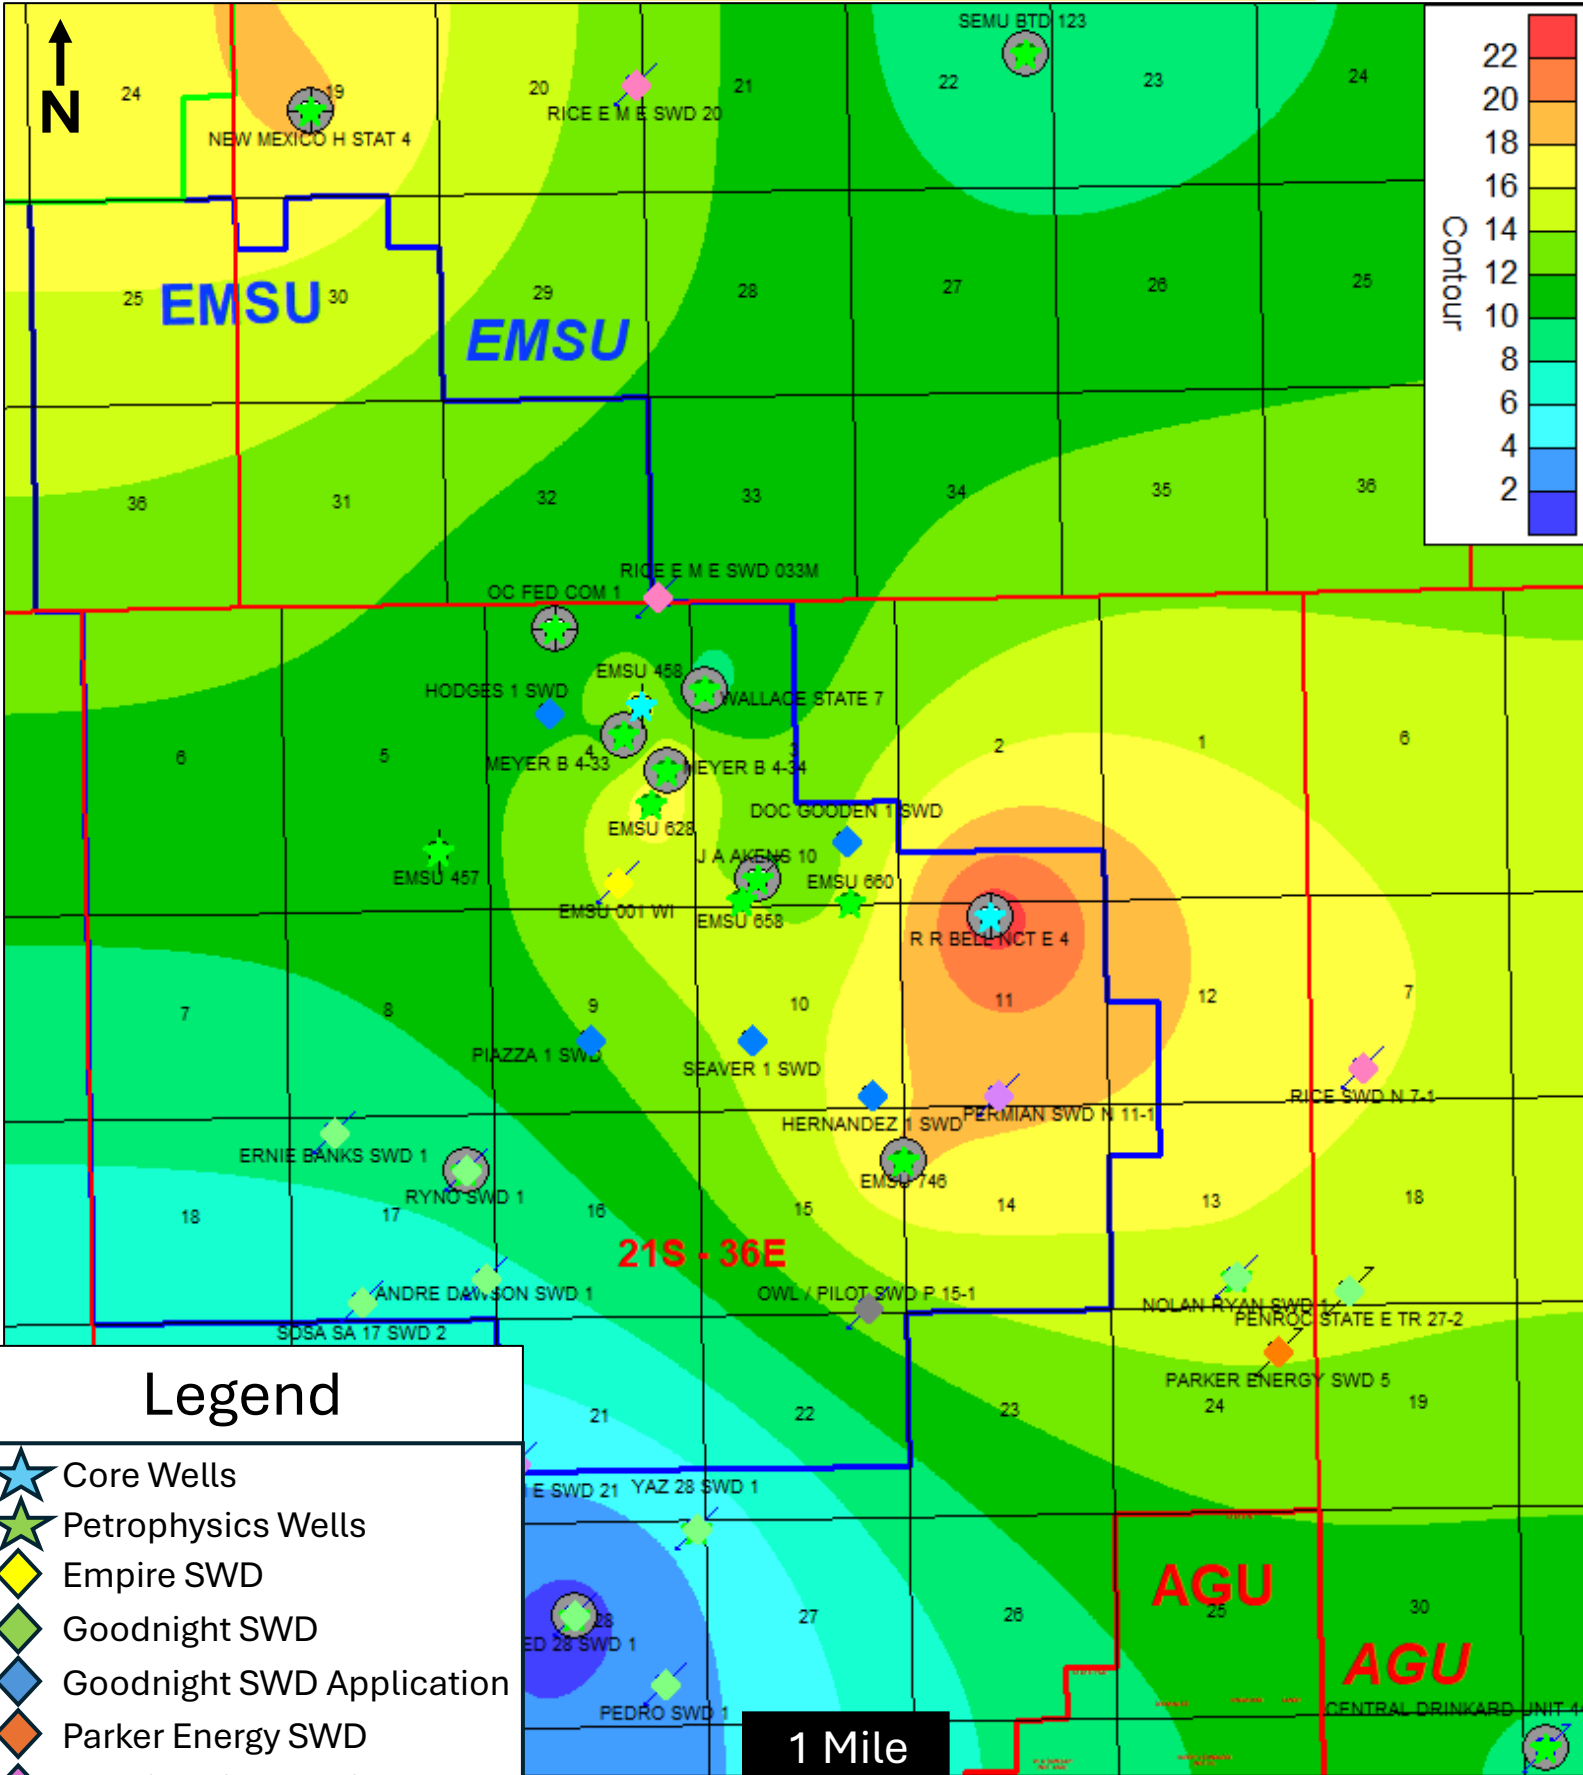 SEMU BTD 123
22
20
18
16
14
12
10
8
6
4
2
Contour
N
24
19
20
21
22
23
24
NEW MEXICO H STAT 4
RICE E M E SWD 20
25
EMSU
30
29
28
27
26
25
EMSU
36
31
32
33
34
35
36
RICE E M E SWD 033M
OC FED COM 1
EMSU 458
HODGES 1 SWD
WALLACE STATE 7
6
5
4
3
2
1
6
MEYER B 4-33
MEYER B 4-34
DOC GOODEN 1 SWD
EMSU 628
J A AKENS 10
EMSU 457
EMSU 660
EMSU 001 WI
EMSU 658
R R BELL NCT E 4
7
8
9
10
11
12
7
PIAZZA 1 SWD
SEAVER 1 SWD
RICE SWD N 7-1
HERNANDEZ 1 SWD
PERMIAN SWD N 11-1
ERNIE BANKS SWD 1
RYNO SWD 1
EMSU 746
18
17
16
15
14
13
18
21S - 36E
ANDRE DAWSON SWD 1
OWL / PILOT SWD P 15-1
NOLAN RYAN SWD 1
PENROC STATE E TR 27-2
SOSA SA 17 SWD 2
PARKER ENERGY SWD 5
21
22
23
24
19
E SWD 21
YAZ 28 SWD 1
28
27
26
25
30
AGU
ED 28 SWD 1
AGU
PEDRO SWD 1
CENTRAL DRINKARD UNIT 4
1 Mile
Legend
Core Wells
Petrophysics Wells
Empire SWD
Goodnight SWD
Goodnight SWD Application
Parker Energy SWD